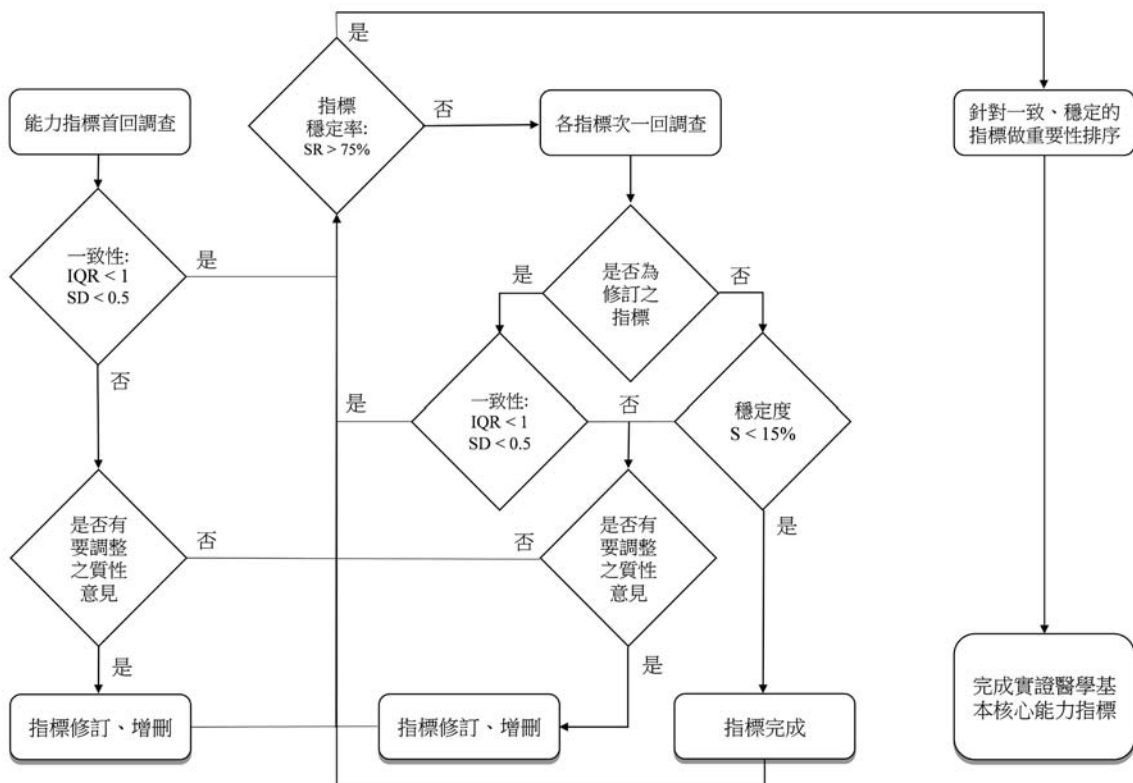 是
能力指標首回調查
指標
穩定率:
SR > 75%
否
各指標次一回調查
針對一致、穩定的
指標做重要性排序
一致性:
IQR < 1
SD < 0.5
是
是
是否為
修訂之
指標
否
否
是
一致性:
IQR < 1
SD < 0.5
否
穩定度
S < 15%
是否有
要調整
之質性
意見
否
否
是否有
要調整
之質性
意見
是
是
是
指標修訂、增刪
指標修訂、增刪
指標完成
完成實證醫學基
本核心能力指標